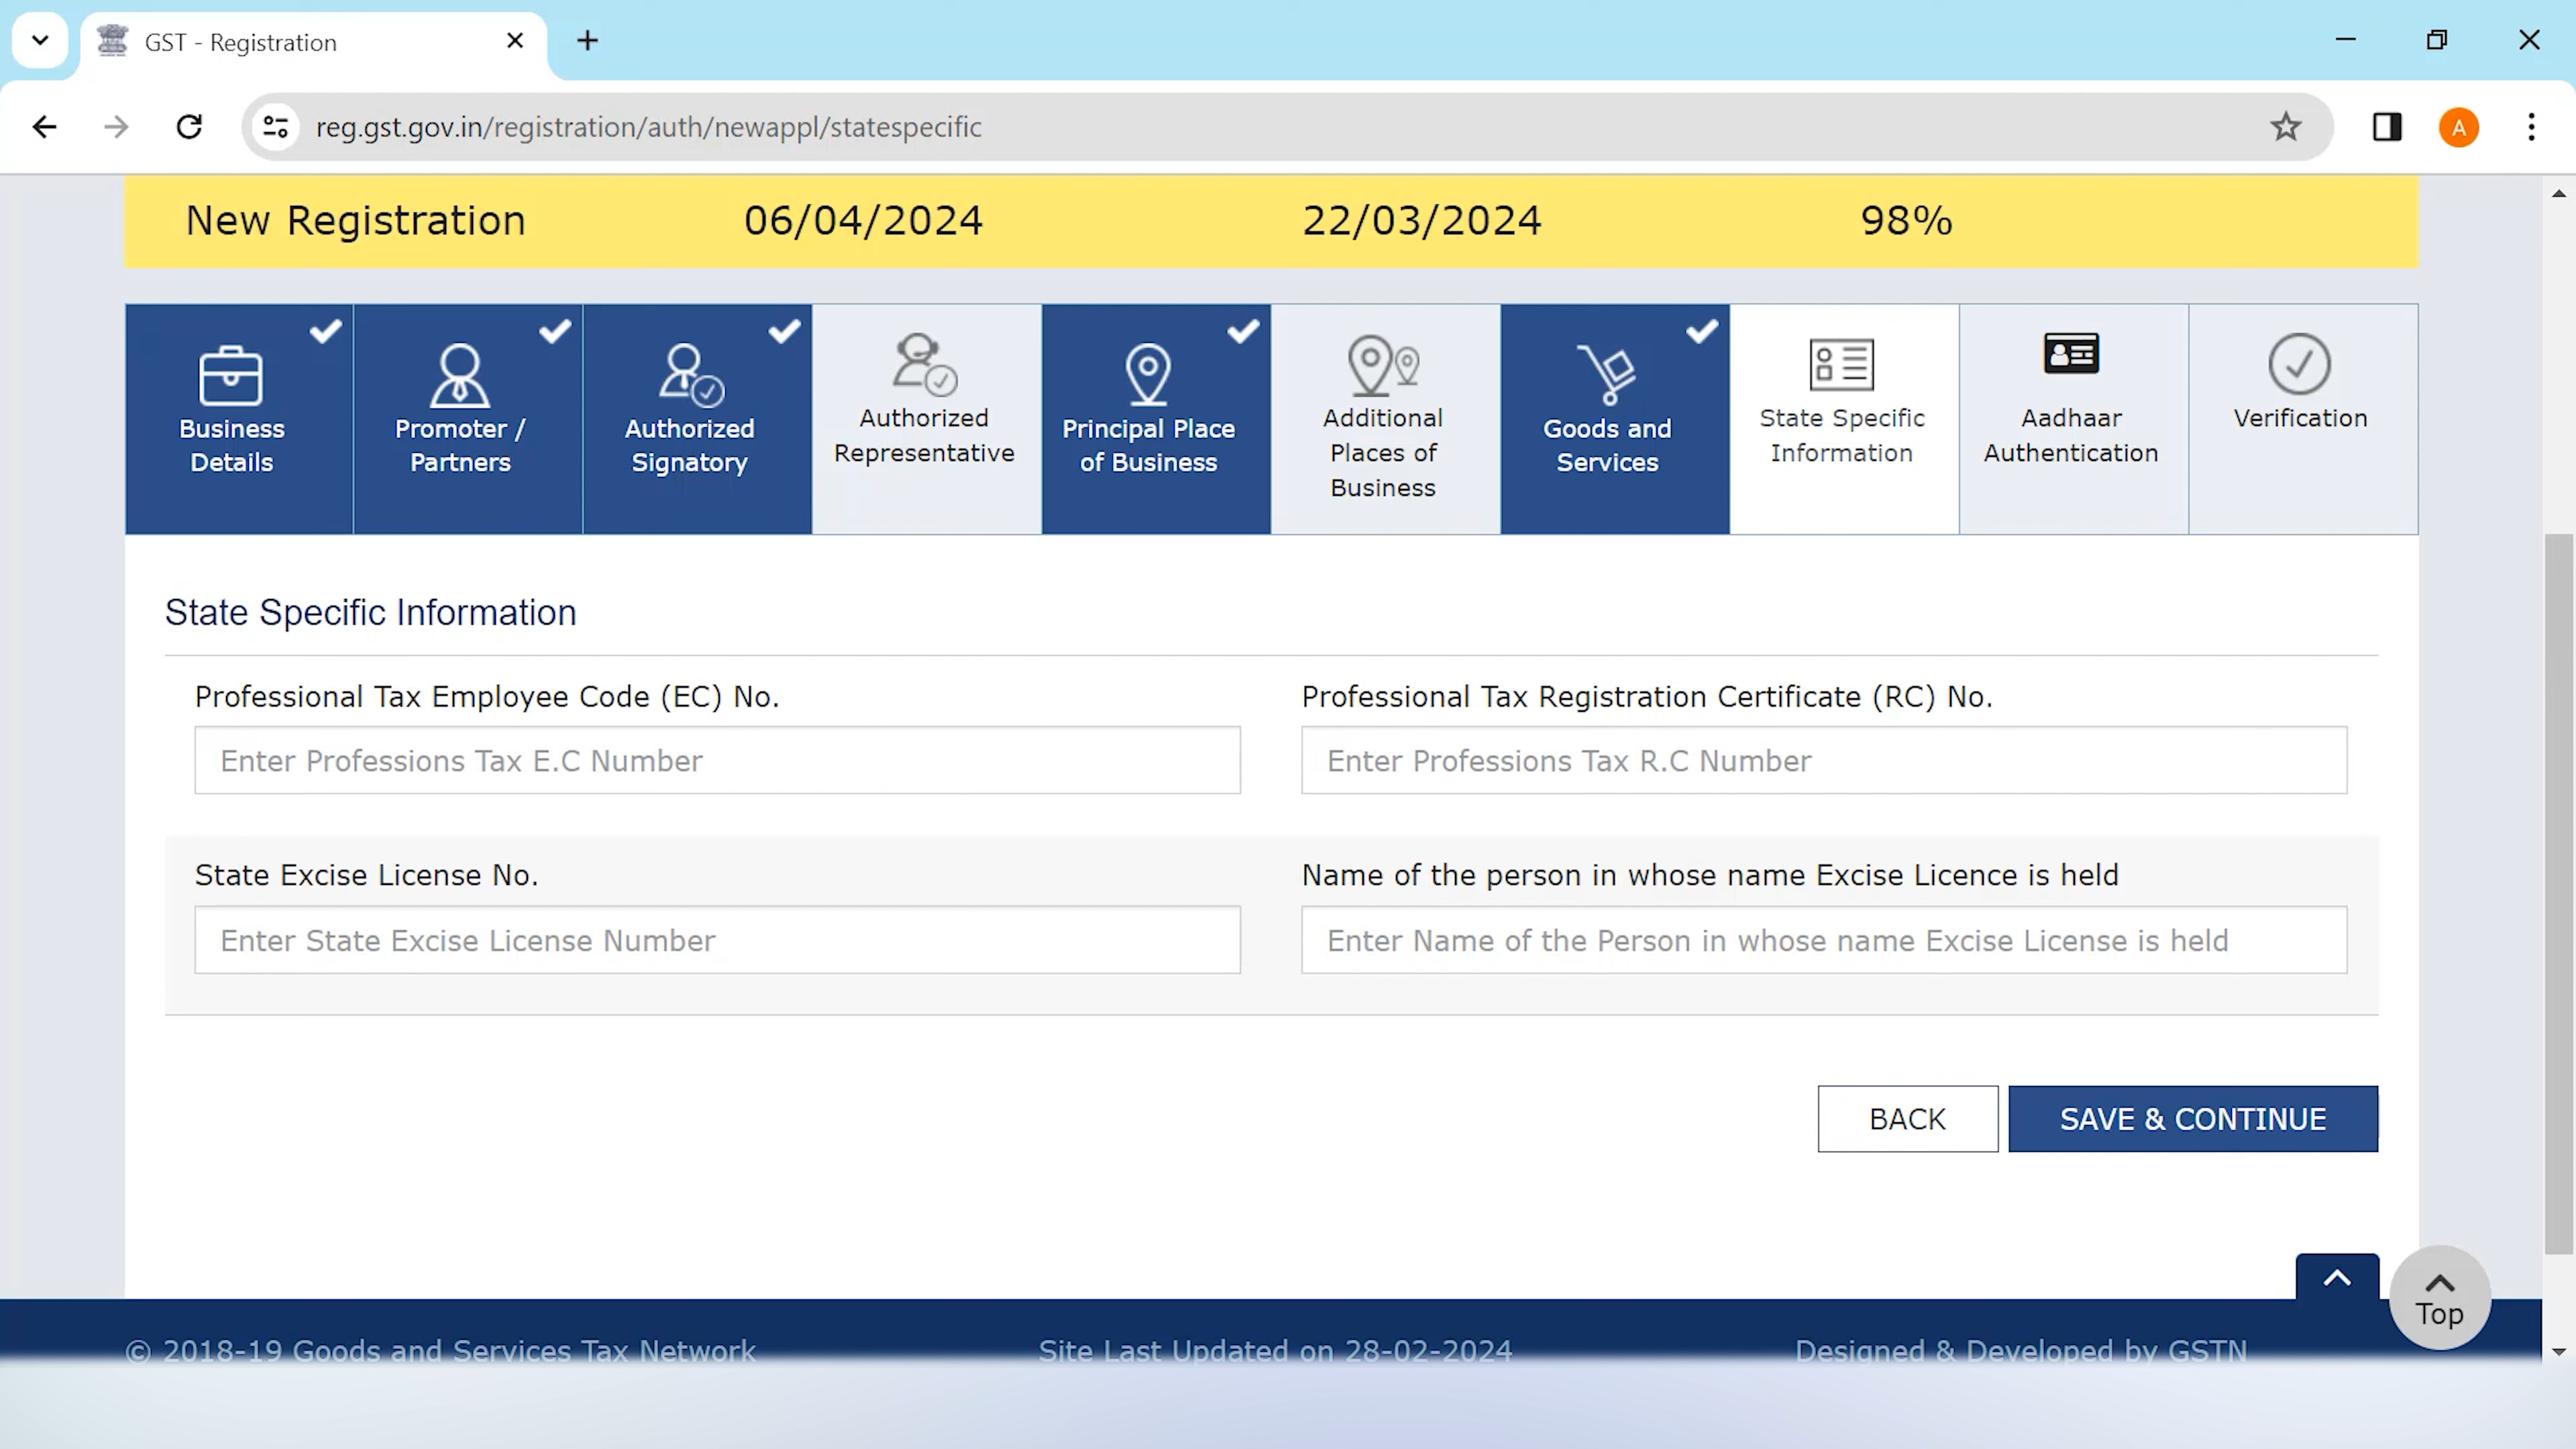 GST - Registration
reg.gst.gov.in/registration/auth/newappl/statespecific
A
New Registration 06/04/2024 22/03/2024 98%
Business
Details
Promoter /
Partners
Authorized
Signatory
Authorized
Representative
Principal Place
of Business
Additional
Places of
Business
Goods and
Services
State Specific
Information
Aadhaar
Authentication
Verification
State Specific Information
Professional Tax Employee Code (EC) No.
Enter Professions Tax E.C Number
Professional Tax Registration Certificate (RC) No.
Enter Professions Tax R.C Number
State Excise License No.
Enter State Excise License Number
Name of the person in whose name Excise Licence is held
Enter Name of the Person in whose name Excise License is held
BACK
SAVE & CONTINUE
Top
© 2018-19 Goods and Services Tax Network
Site Last Updated on 28-02-2024
Designed & Developed by GSTN